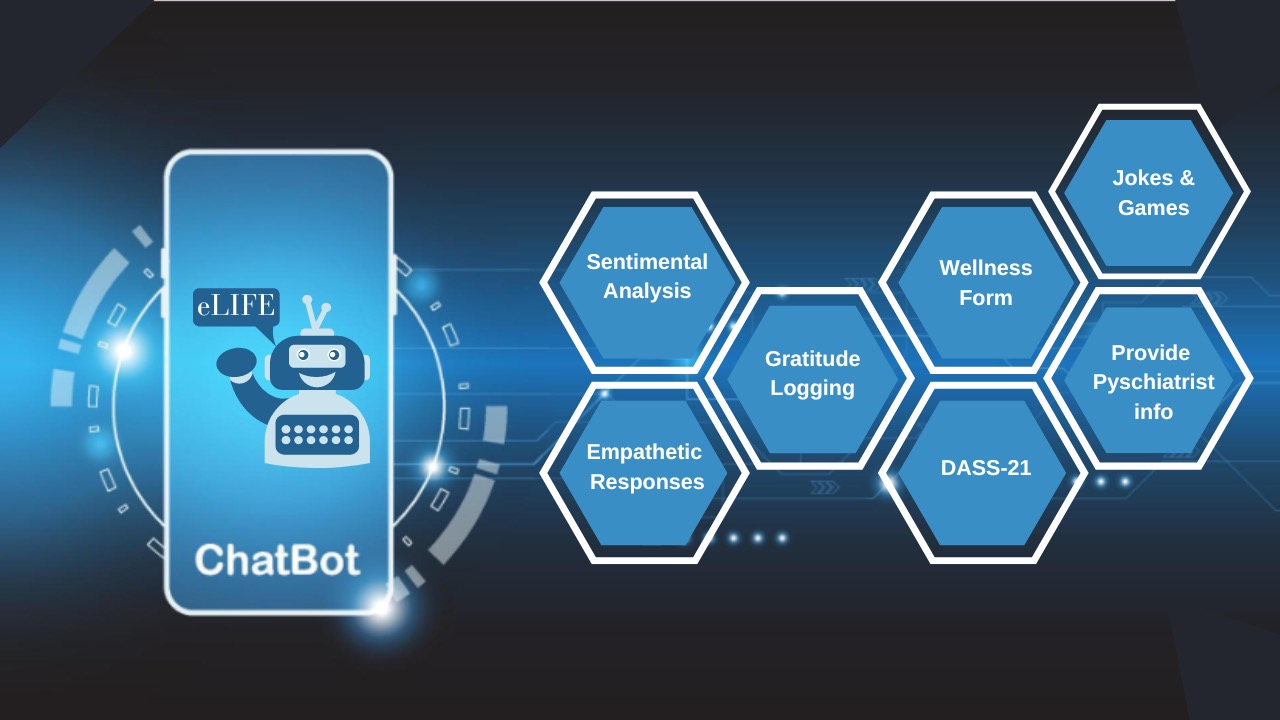 eLIFE
ChatBot
Sentimental
Analysis
Empathetic
Responses
Gratitude
Logging
Wellness
Form
DASS-21
Jokes &
Games
Provide
Pyschiatrist
info